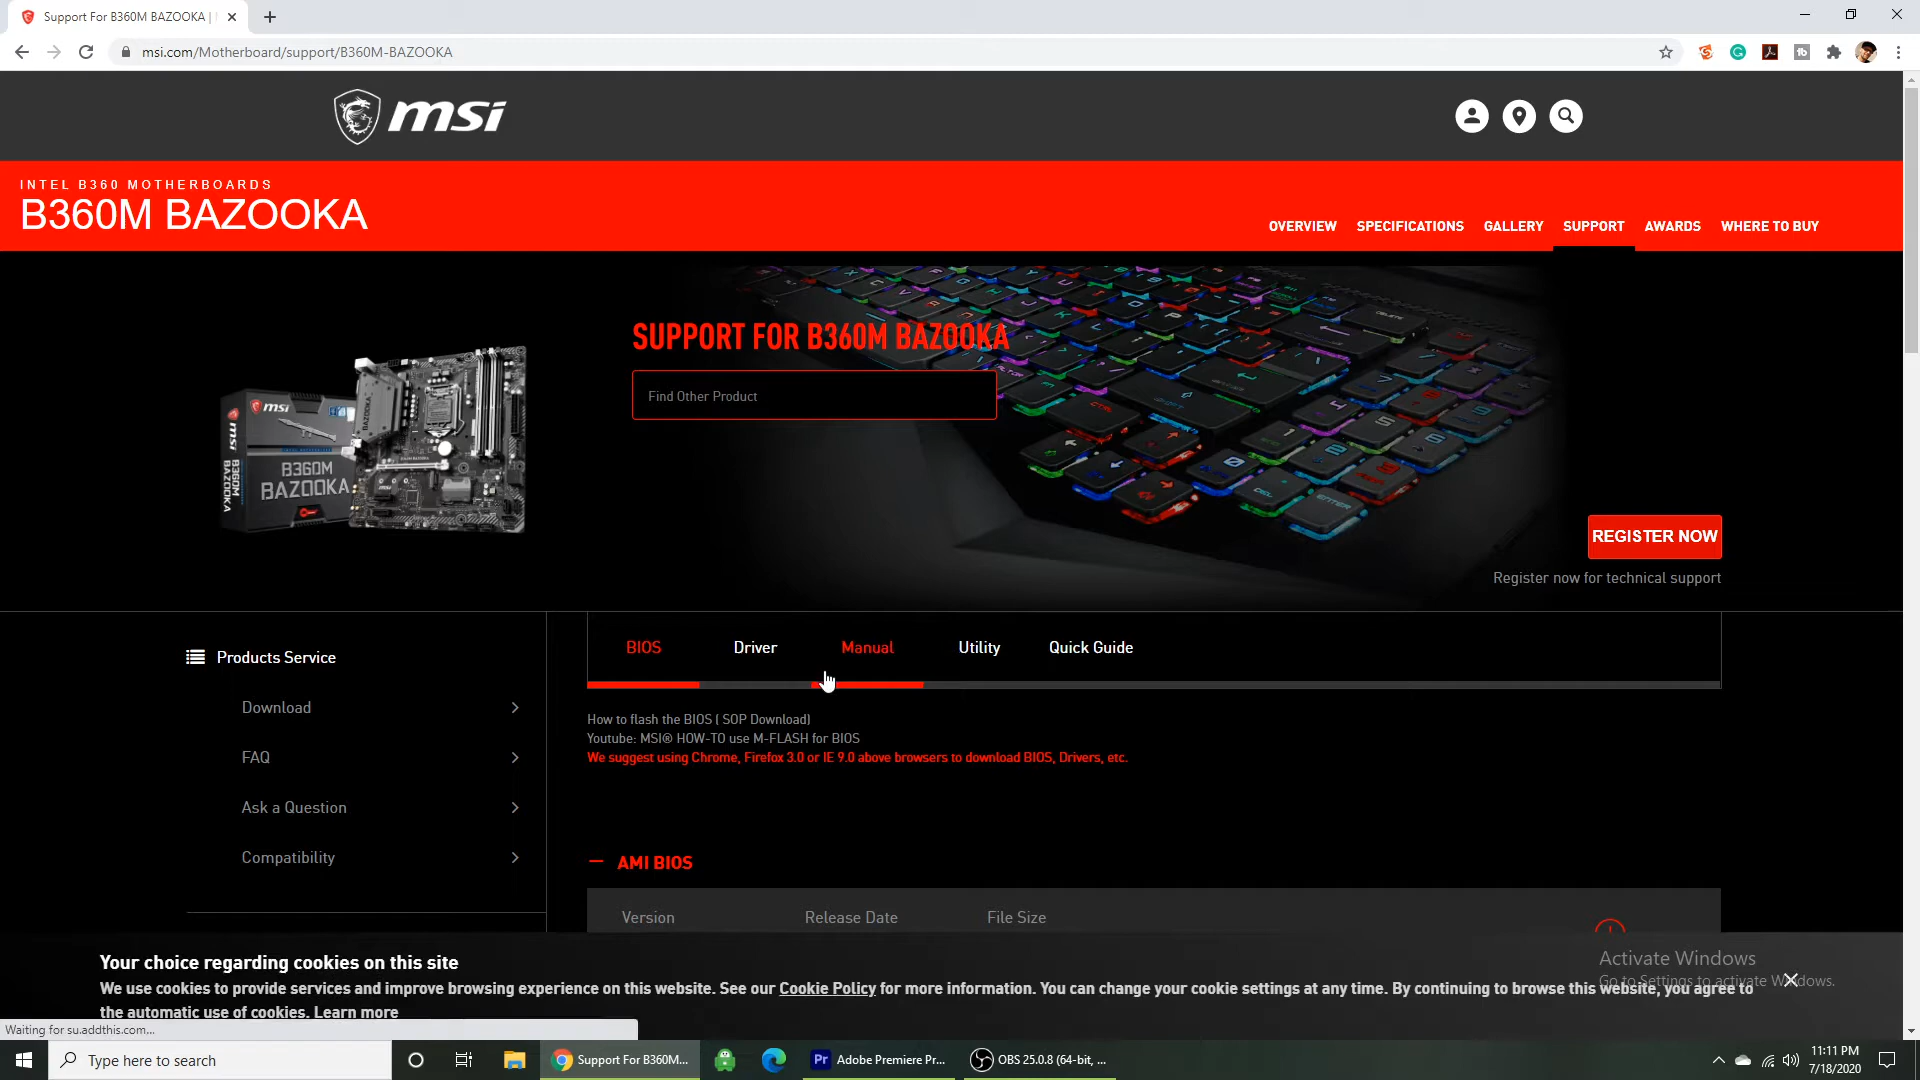 Support For B360M BAZOOKA |
msi.com/Motherboard/support/B360M-BAZOOKA
msi
INTEL B360 MOTHERBOARDS
B360M BAZOOKA
OVERVIEW SPECIFICATIONS GALLERY SUPPORT AWARDS WHERE TO BUY
SUPPORT FOR B360M BAZOOKA
Find Other Product
msi
B360M
BAZOOKA
REGISTER NOW
Register now for technical support
Products Service
Download
FAQ
Ask a Question
Compatibility
BIOS Driver Manual Utility Quick Guide
How to flash the BIOS ( SOP Download)
Youtube: MSI® HOW-TO use M-FLASH for BIOS
We suggest using Chrome, Firefox 3.0 or IE 9.0 above browsers to download BIOS, Drivers, etc.
AMI BIOS
Version Release Date File Size
Your choice regarding cookies on this site
We use cookies to provide services and improve browsing experience on this website. See our Cookie Policy for more information. You can change your cookie settings at any time. By continuing to browse this website, you agree to
the automatic use of cookies. Learn more
Activate Windows
Go to Settings to activate Windows.
Waiting for su.addthis.com...
Type here to search
Support For B360M...
Adobe Premiere Pr...
OBS 25.0.8 (64-bit, ...
11:11 PM
7/18/2020